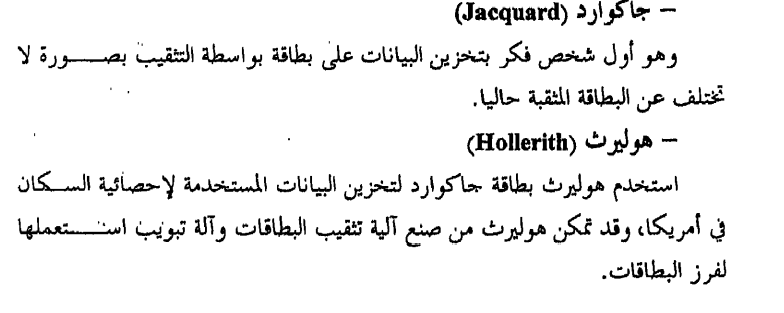 – جاكوارد (Jacquard)
وهو أول شخص فكر بتخزين البيانات على بطاقة بواسطة التثقيب بصورة لا
تختلف عن البطاقة المثقبة حاليا.
– هوليرث (Hollerith)
استخدم هوليرث بطاقة جاكوارد لتخزين البيانات المستخدمة لإحصائية السكان
في أمريكا، وقد تمكن هوليرث من صنع آلية تثقيب البطاقات وآلة تبويب استعملها
لفرز البطاقات.